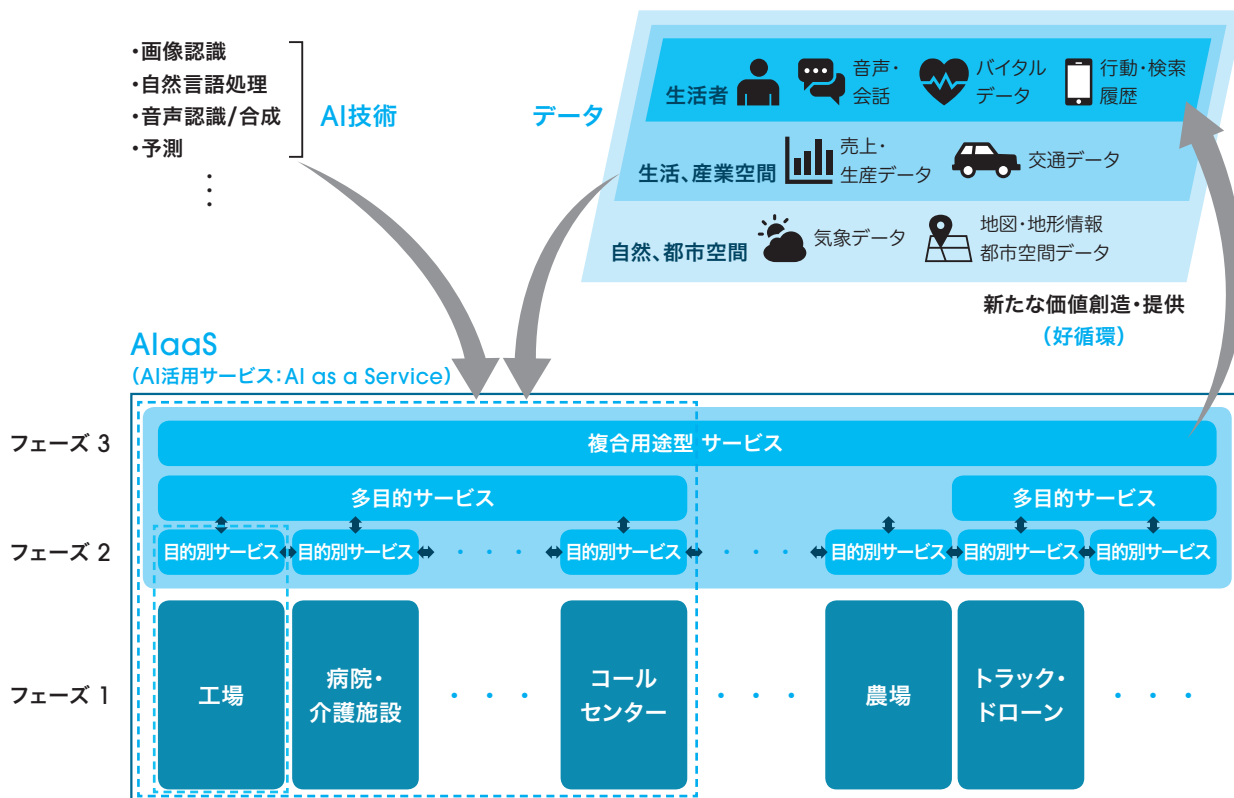 ・画像認識
・自然言語処理
・音声認識/合成
・予測
︙
AI技術
データ
生活者
音声・
会話
バイタル
データ
行動・検索
履歴
生活、産業空間
売上・
生産データ
交通データ
自然、都市空間
気象データ
地図・地形情報
都市空間データ
新たな価値創造・提供
(好循環)
AIaaS
(AI活用サービス:AI as a Service)
フェーズ 3
複合用途型 サービス
多目的サービス
多目的サービス
フェーズ 2
目的別サービス
目的別サービス
・・・
目的別サービス
・・・
目的別サービス
目的別サービス
目的別サービス
フェーズ 1
工場
病院・
介護施設
・・・
コール
センター
・・・
農場
トラック・
ドローン
・・・